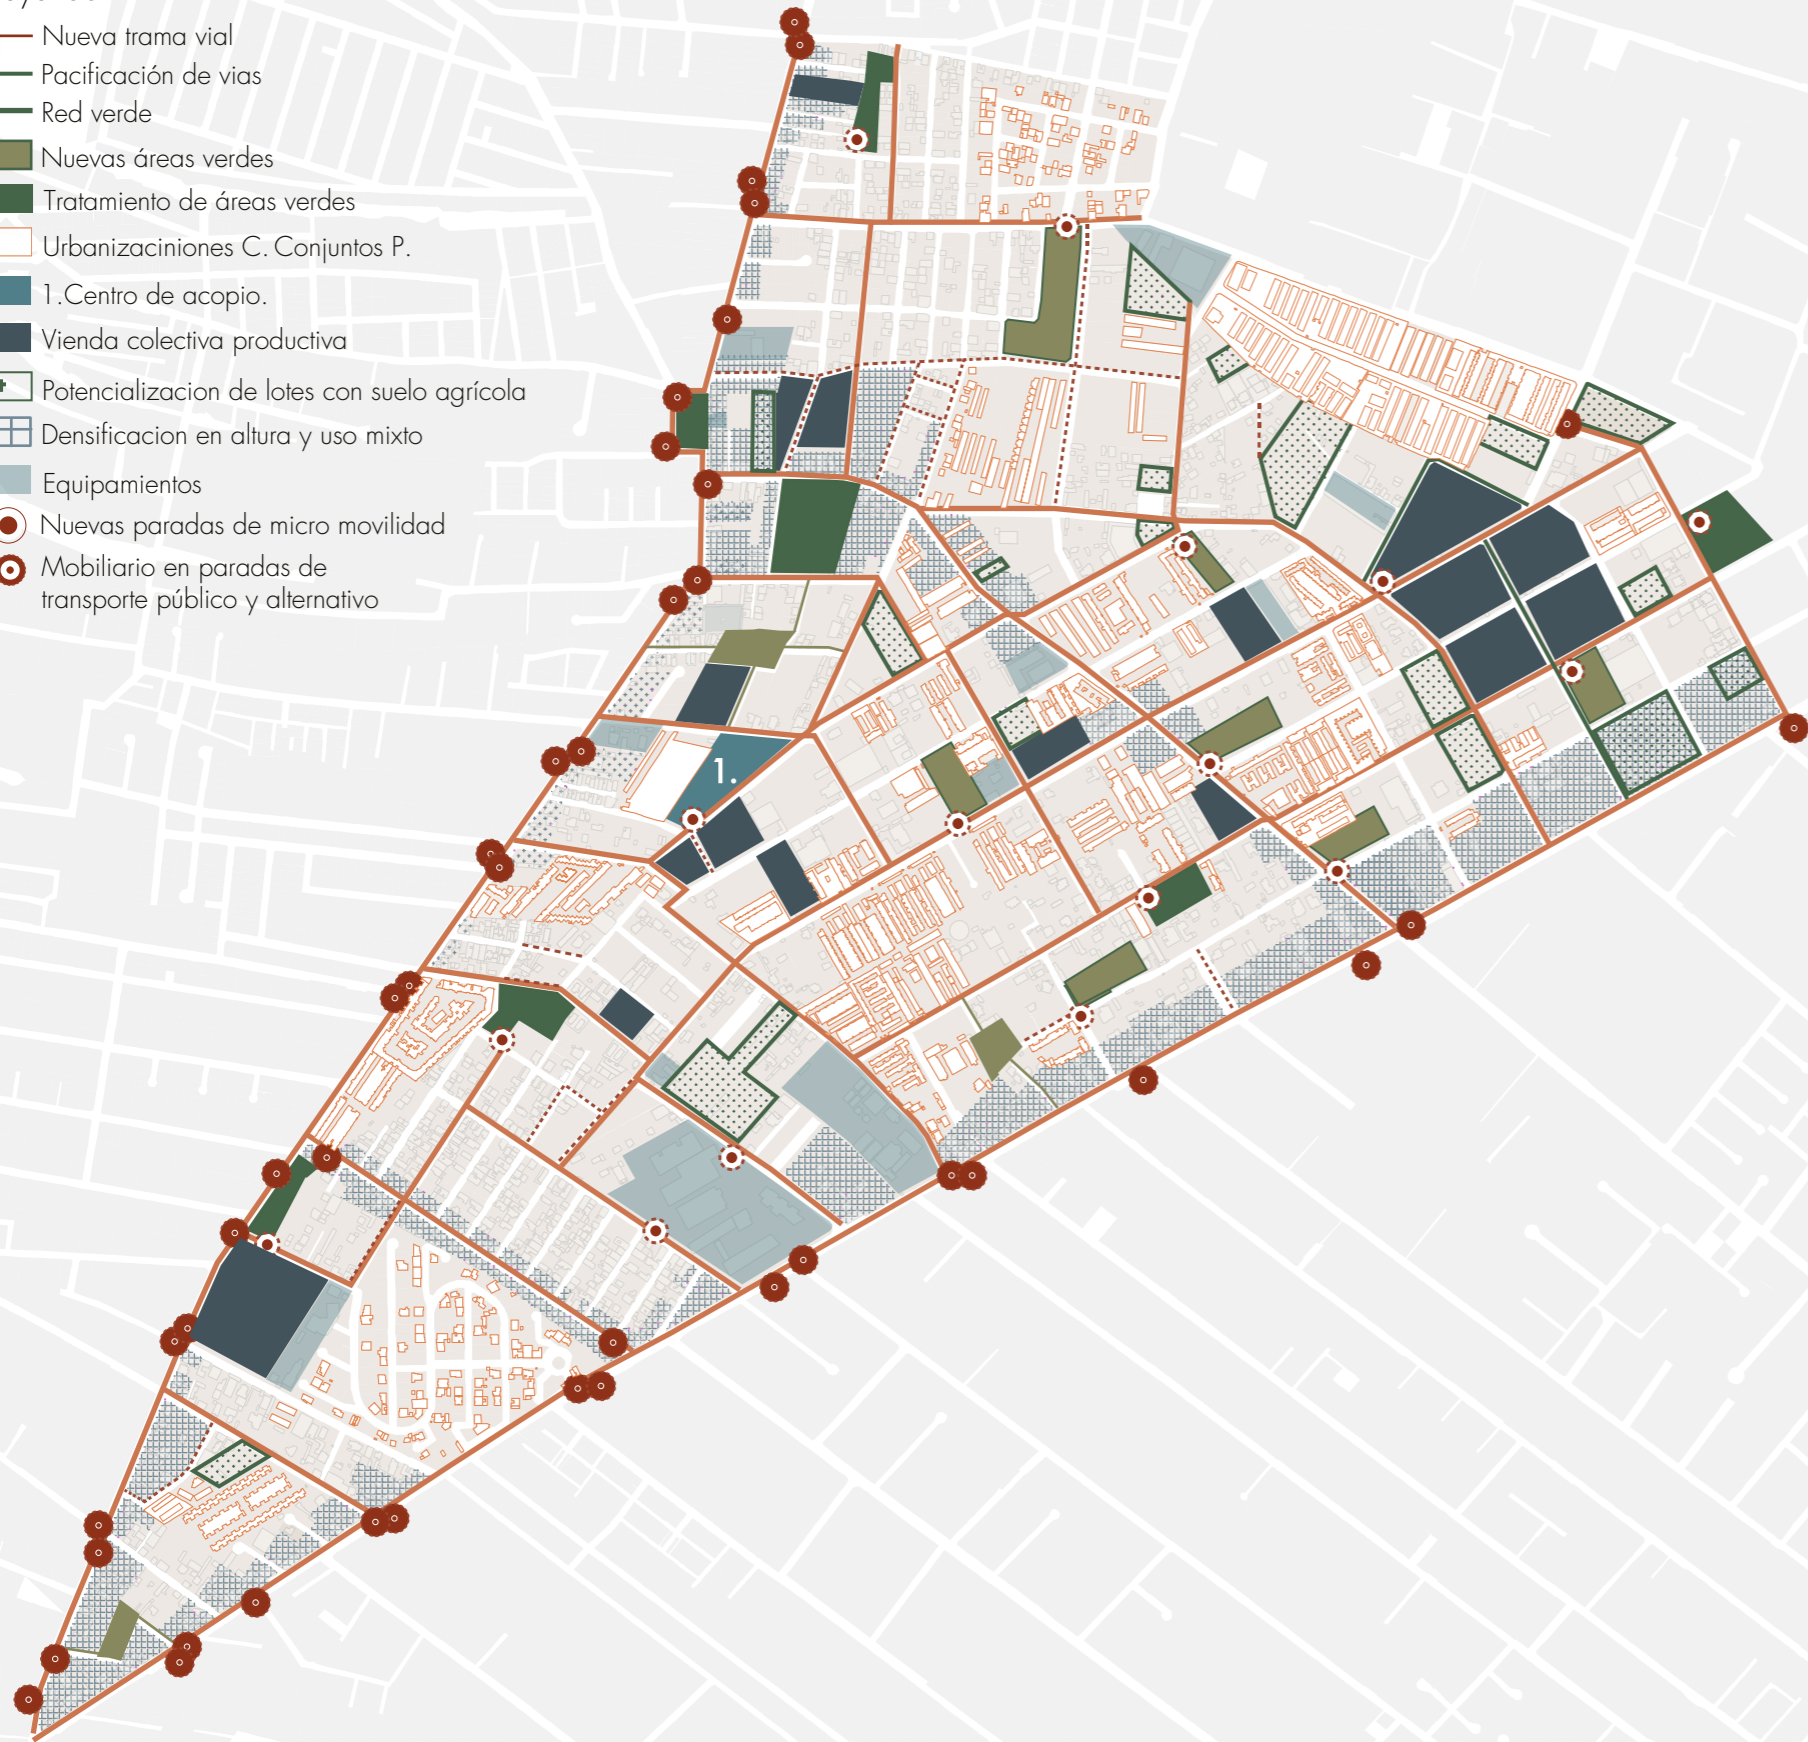 Nueva trama vial
Pacificación de vias
Red verde
Nuevas áreas verdes
Tratamiento de áreas verdes
Urbanizaciniones C. Conjuntos P.
1.Centro de acopio.
Vienda colectiva productiva
Potencializacion de lotes con suelo agrícola
Densificacion en altura y uso mixto
Equipamientos
Nuevas paradas de micro movilidad
Mobiliario en paradas de
transporte público y alternativo
1.